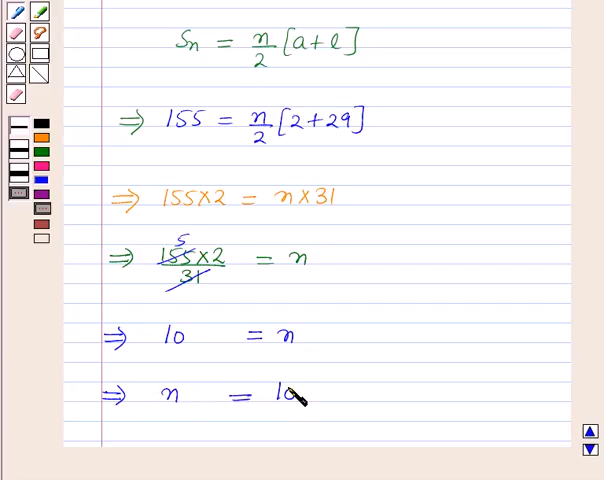 Sn = n/2 [a+l]
⇒ 155 = n/2 [2+29]
⇒ 155×2 = n×31
⇒ 155×2/31 = n
5
⇒ 10 = n
⇒ n = 10